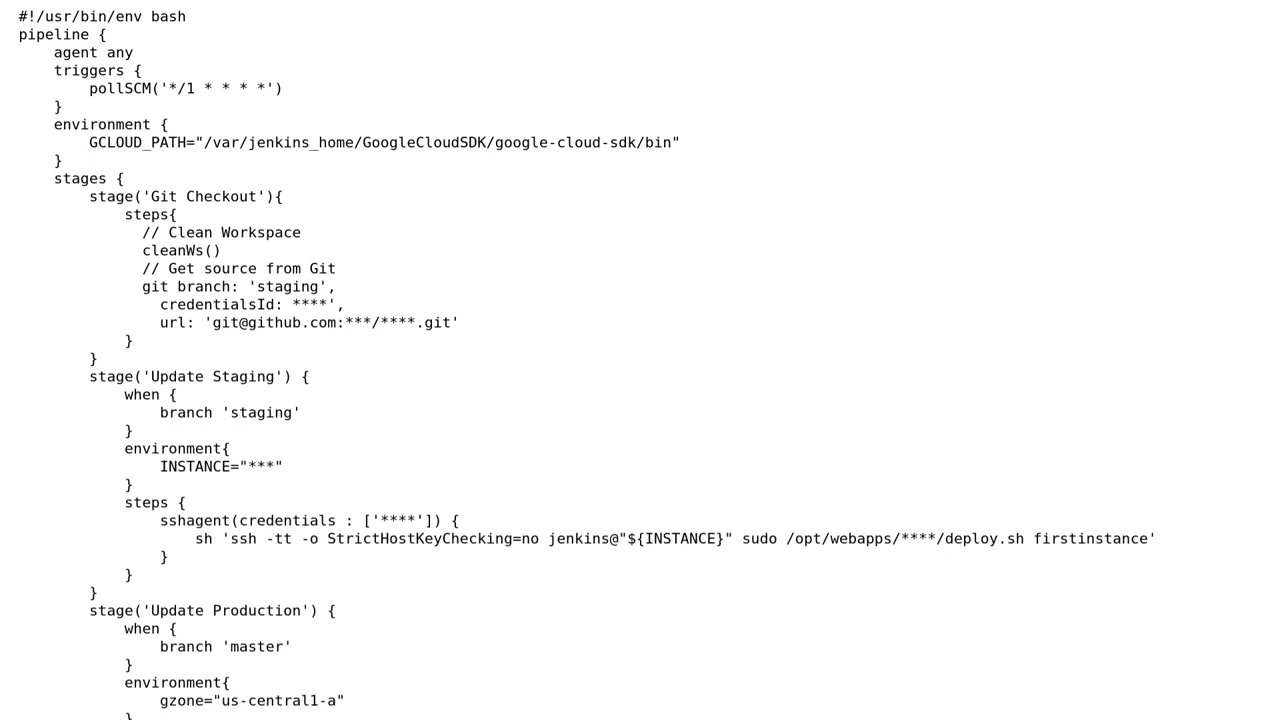 #!/usr/bin/env bash
pipeline {
    agent any
    triggers {
        pollSCM('*/1 * * * *')
    }
    environment {
        GCLOUD_PATH="/var/jenkins_home/GoogleCloudSDK/google-cloud-sdk/bin"
    }
    stages {
        stage('Git Checkout'){
            steps{
              // Clean Workspace
              cleanWs()
              // Get source from Git
              git branch: 'staging',
                credentialsId: ****',
                url: 'git@github.com:***/****.git'
            }
        }
        stage('Update Staging') {
            when {
                branch 'staging'
            }
            environment{
                INSTANCE="***"
            }
            steps {
                sshagent(credentials : ['****']) {
                    sh 'ssh -tt -o StrictHostKeyChecking=no jenkins@"${INSTANCE}" sudo /opt/webapps/****/deploy.sh firstinstance'
                }
            }
        }
        stage('Update Production') {
            when {
                branch 'master'
            }
            environment{
                gzone="us-central1-a"
            }